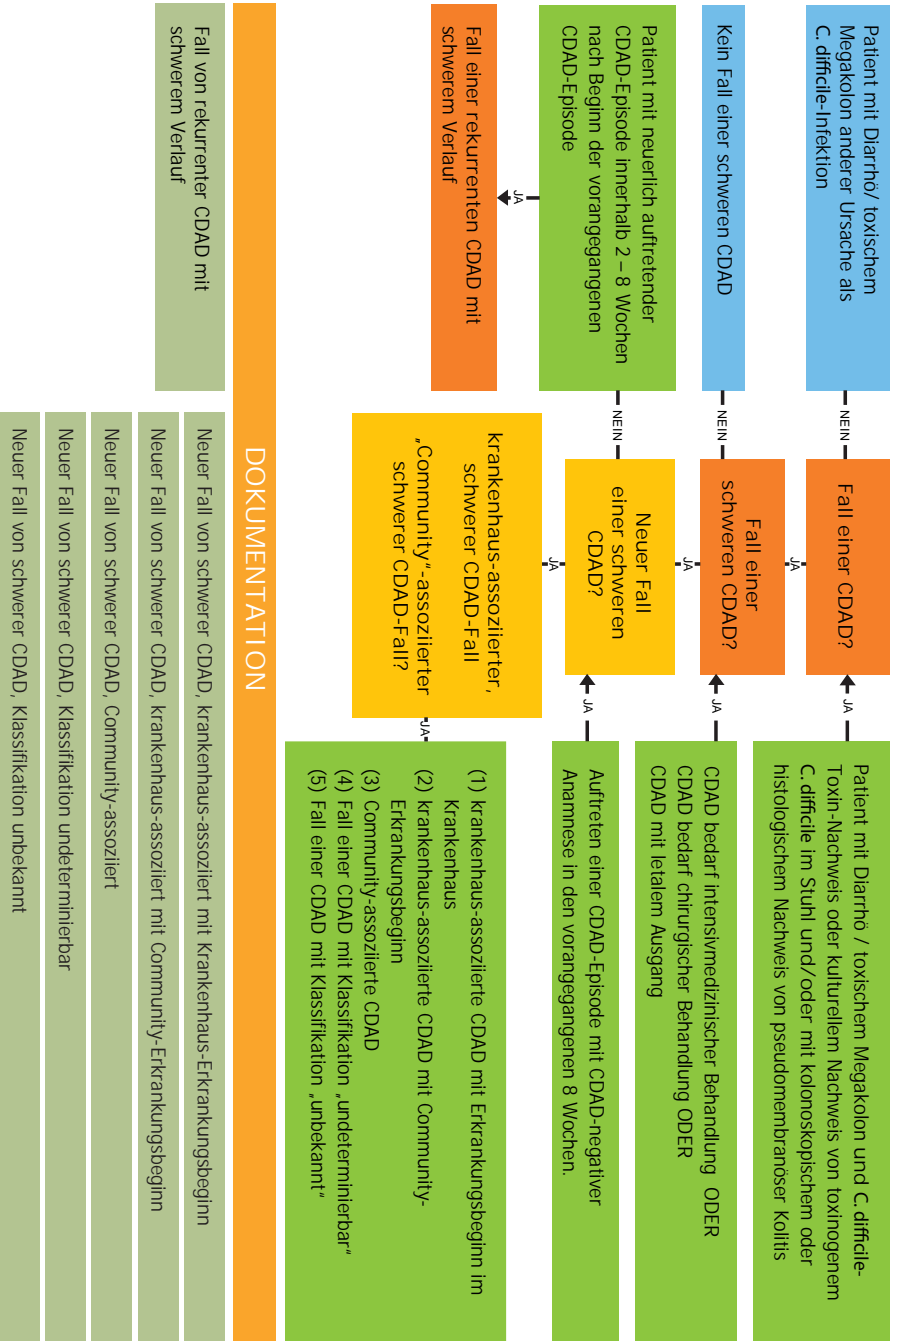 Patient mit Diarrhö/ toxischem
Megakolon anderer Ursache als
C. difficile-Infektion
NEIN
Fall einer CDAD?
JA
Patient mit Diarrhö / toxischem Megakolon und C. difficile-
Toxin-Nachweis oder kulturellem Nachweis von toxinogenem
C. difficile im Stuhl und/oder mit kolonoskopischem oder
histologischem Nachweis von pseudomembranöser Kolitis
JA
Kein Fall einer schweren CDAD
NEIN
Fall einer
schweren CDAD?
JA
CDAD bedarf intensivmedizinischer Behandlung ODER
CDAD bedarf chirurgischer Behandlung ODER
CDAD mit letalem Ausgang
JA
Patient mit neuerlich auftretender
CDAD-Episode innerhalb 2 – 8 Wochen
nach Beginn der vorangegangenen
CDAD-Episode
NEIN
Neuer Fall
einer schweren
CDAD?
JA
Auftreten einer CDAD-Episode mit CDAD-negativer
Anamnese in den vorangegangenen 8 Wochen.
JA
JA
Fall einer rekurrenten CDAD mit
schwerem Verlauf
krankenhaus-assoziierter,
schwerer CDAD-Fall
„Community“-assoziierter
schwerer CDAD-Fall?
JA
(1) krankenhaus-assoziierte CDAD mit Erkrankungsbeginn im
Krankenhaus
(2) krankenhaus-assoziierte CDAD mit Community-
Erkrankungsbeginn
(3) Community-assoziierte CDAD
(4) Fall einer CDAD mit Klassifikation „undeterminierbar“
(5) Fall einer CDAD mit Klassifikation „unbekannt“
DOKUMENTATION
Fall von rekurrenter CDAD mit
schwerem Verlauf
Neuer Fall von schwerer CDAD, krankenhaus-assoziiert mit Krankenhaus-Erkrankungsbeginn
Neuer Fall von schwerer CDAD, krankenhaus-assoziiert mit Community-Erkrankungsbeginn
Neuer Fall von schwerer CDAD, Community-assoziiert
Neuer Fall von schwerer CDAD, Klassifikation undeterminierbar
Neuer Fall von schwerer CDAD, Klassifikation unbekannt